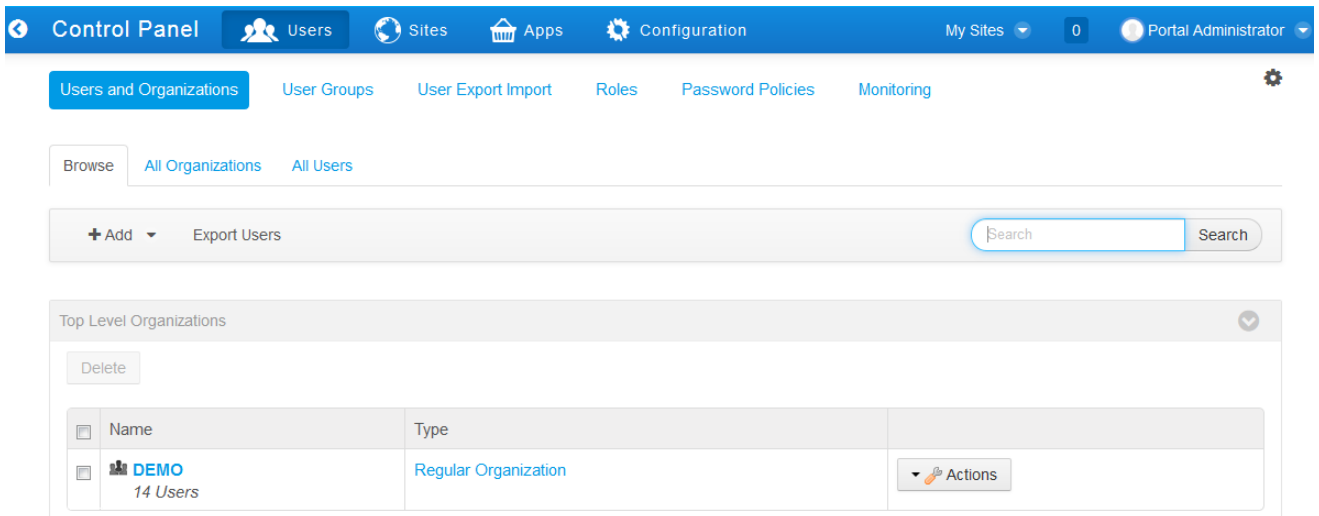 Control Panel Users Sites Apps Configuration My Sites 0 Portal Administrator
Users and Organizations User Groups User Export Import Roles Password Policies Monitoring
Browse All Organizations All Users
+ Add Export Users Search Search
Top Level Organizations
Delete
Name Type
DEMO Regular Organization Actions
14 Users